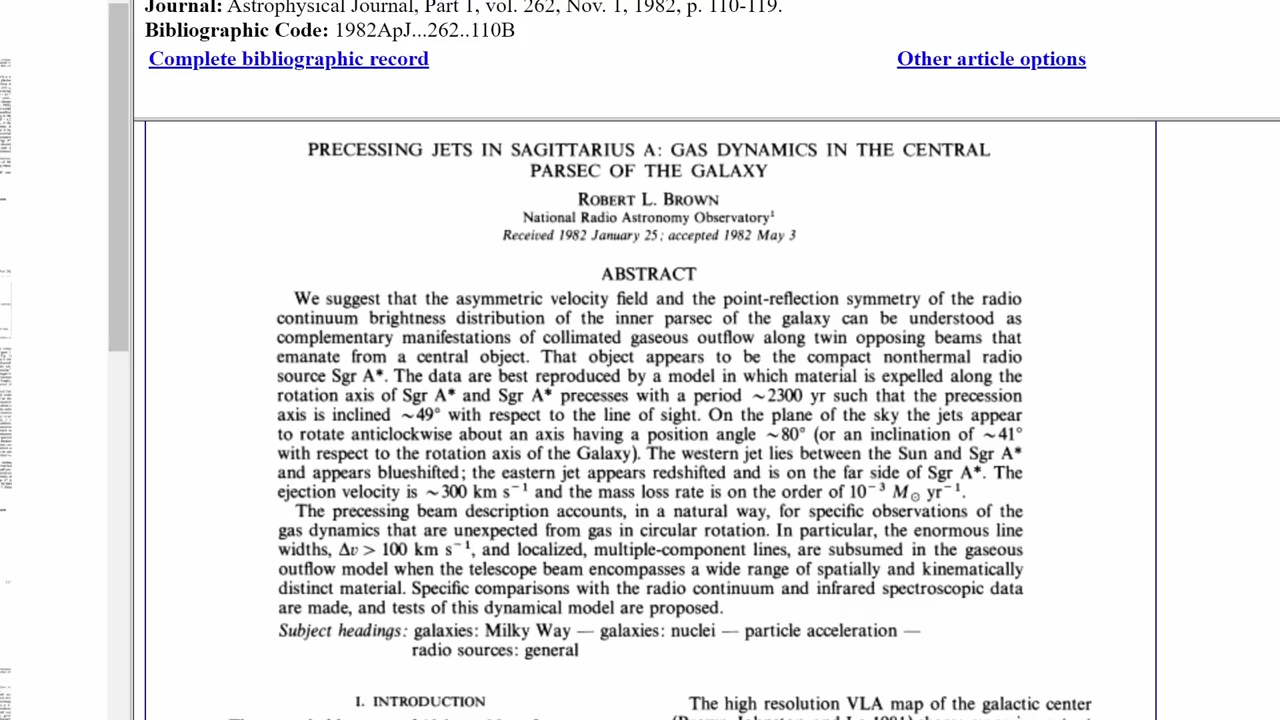 Journal: Astrophysical Journal, Part 1, vol. 262, Nov. 1, 1982, p. 110-119.
Bibliographic Code: 1982ApJ...262..110B
Complete bibliographic record
Other article options
PRECESSING JETS IN SAGITTARIUS A: GAS DYNAMICS IN THE CENTRAL
PARSEC OF THE GALAXY
ROBERT L. BROWN
National Radio Astronomy Observatory¹
Received 1982 January 25; accepted 1982 May 3
ABSTRACT
We suggest that the asymmetric velocity field and the point-reflection symmetry of the radio
continuum brightness distribution of the inner parsec of the galaxy can be understood as
complementary manifestations of collimated gaseous outflow along twin opposing beams that
emanate from a central object. That object appears to be the compact nonthermal radio
source Sgr A*. The data are best reproduced by a model in which material is expelled along the
rotation axis of Sgr A* and Sgr A* precesses with a period ~2300 yr such that the precession
axis is inclined ~49° with respect to the line of sight. On the plane of the sky the jets appear
to rotate anticlockwise about an axis having a position angle ~80° (or an inclination of ~41°
with respect to the rotation axis of the Galaxy). The western jet lies between the Sun and Sgr A*
and appears blueshifted; the eastern jet appears redshifted and is on the far side of Sgr A*. The
ejection velocity is ~300 km s⁻¹ and the mass loss rate is on the order of 10⁻³ M⊙ yr⁻¹.
The precessing beam description accounts, in a natural way, for specific observations of the
gas dynamics that are unexpected from gas in circular rotation. In particular, the enormous line
widths, Δv > 100 km s⁻¹, and localized, multiple-component lines, are subsumed in the gaseous
outflow model when the telescope beam encompasses a wide range of spatially and kinematically
distinct material. Specific comparisons with the radio continuum and infrared spectroscopic data
are made, and tests of this dynamical model are proposed.
Subject headings: galaxies: Milky Way — galaxies: nuclei — particle acceleration —
radio sources: general
I. INTRODUCTION
The high resolution VLA map of the galactic center